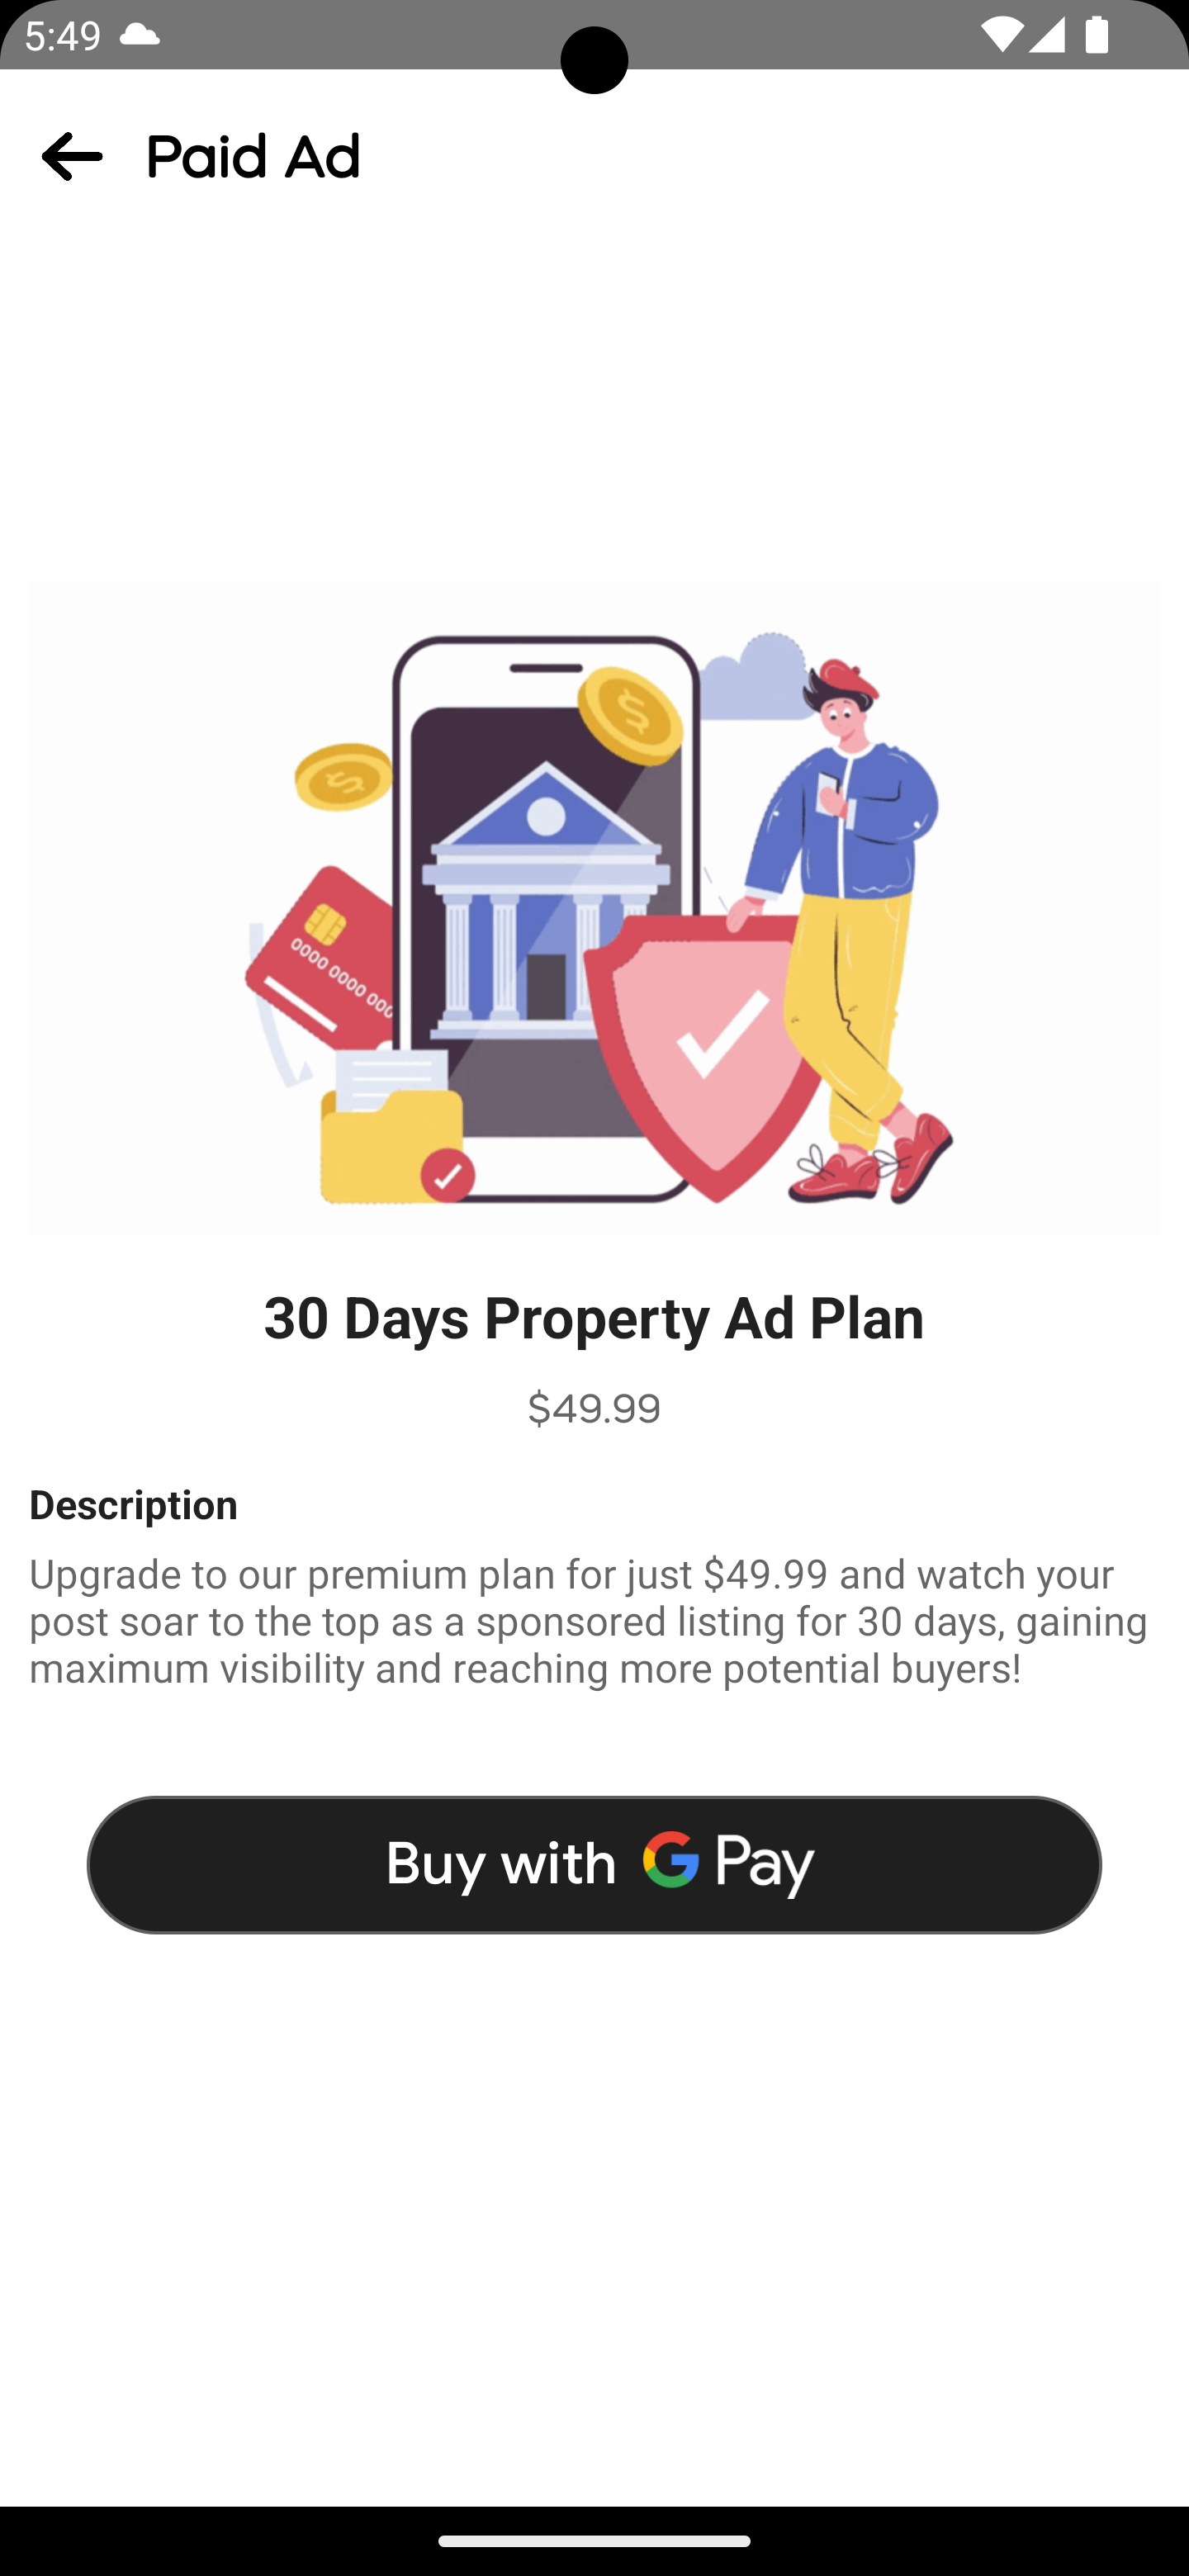 5:49
Paid Ad
0000 0000 000
30 Days Property Ad Plan
$49.99
Description
Upgrade to our premium plan for just $49.99 and watch your
post soar to the top as a sponsored listing for 30 days, gaining
maximum visibility and reaching more potential buyers!
Buy with G Pay